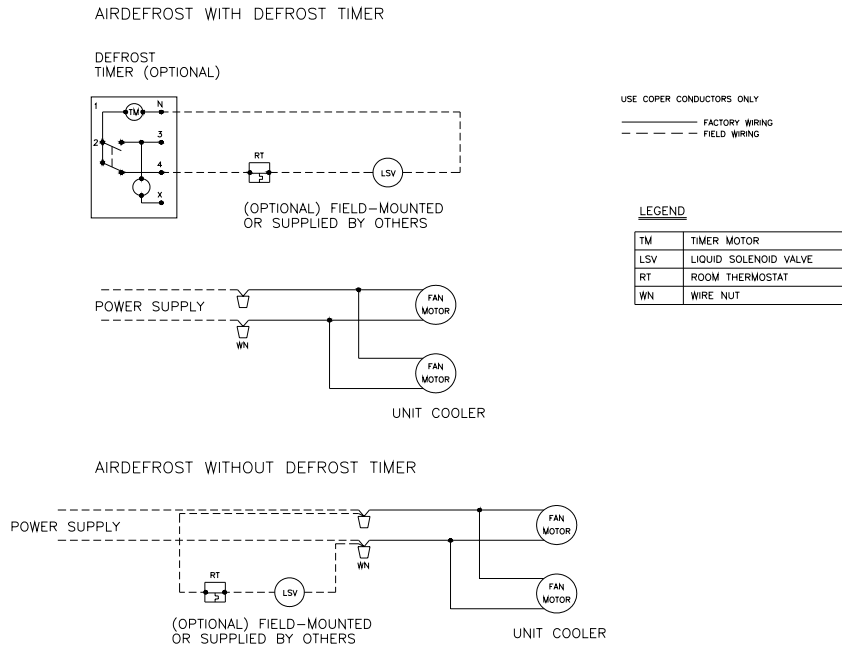 AIRDEFROST WITH DEFROST TIMER
DEFROST
TIMER (OPTIONAL)
1
TM
N
2
3
4
X
RT
LSV
(OPTIONAL) FIELD-MOUNTED
OR SUPPLIED BY OTHERS
USE COPER CONDUCTORS ONLY
FACTORY WIRING
FIELD WIRING
LEGEND
TM TIMER MOTOR
LSV LIQUID SOLENOID VALVE
RT ROOM THERMOSTAT
WN WIRE NUT
POWER SUPPLY
WN
FAN
MOTOR
FAN
MOTOR
UNIT COOLER
AIRDEFROST WITHOUT DEFROST TIMER
POWER SUPPLY
WN
FAN
MOTOR
RT
LSV
FAN
MOTOR
(OPTIONAL) FIELD-MOUNTED
OR SUPPLIED BY OTHERS
UNIT COOLER